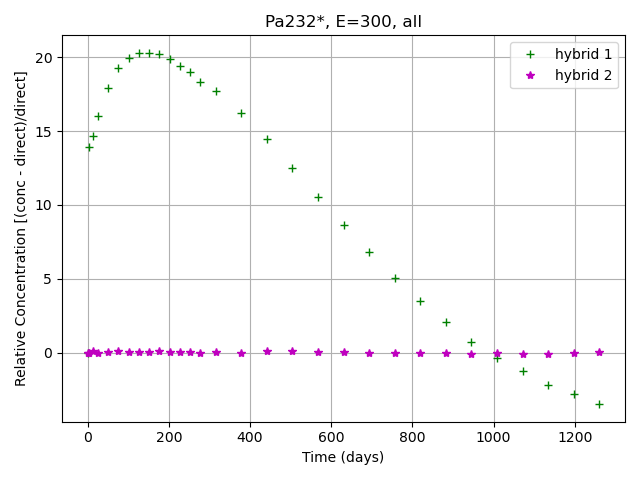 Pa232*, E=300, all
hybrid 1
hybrid 2
Relative Concentration [(conc - direct)/direct]
20
15
10
5
0
0 200 400 600 800 1000 1200
Time (days)